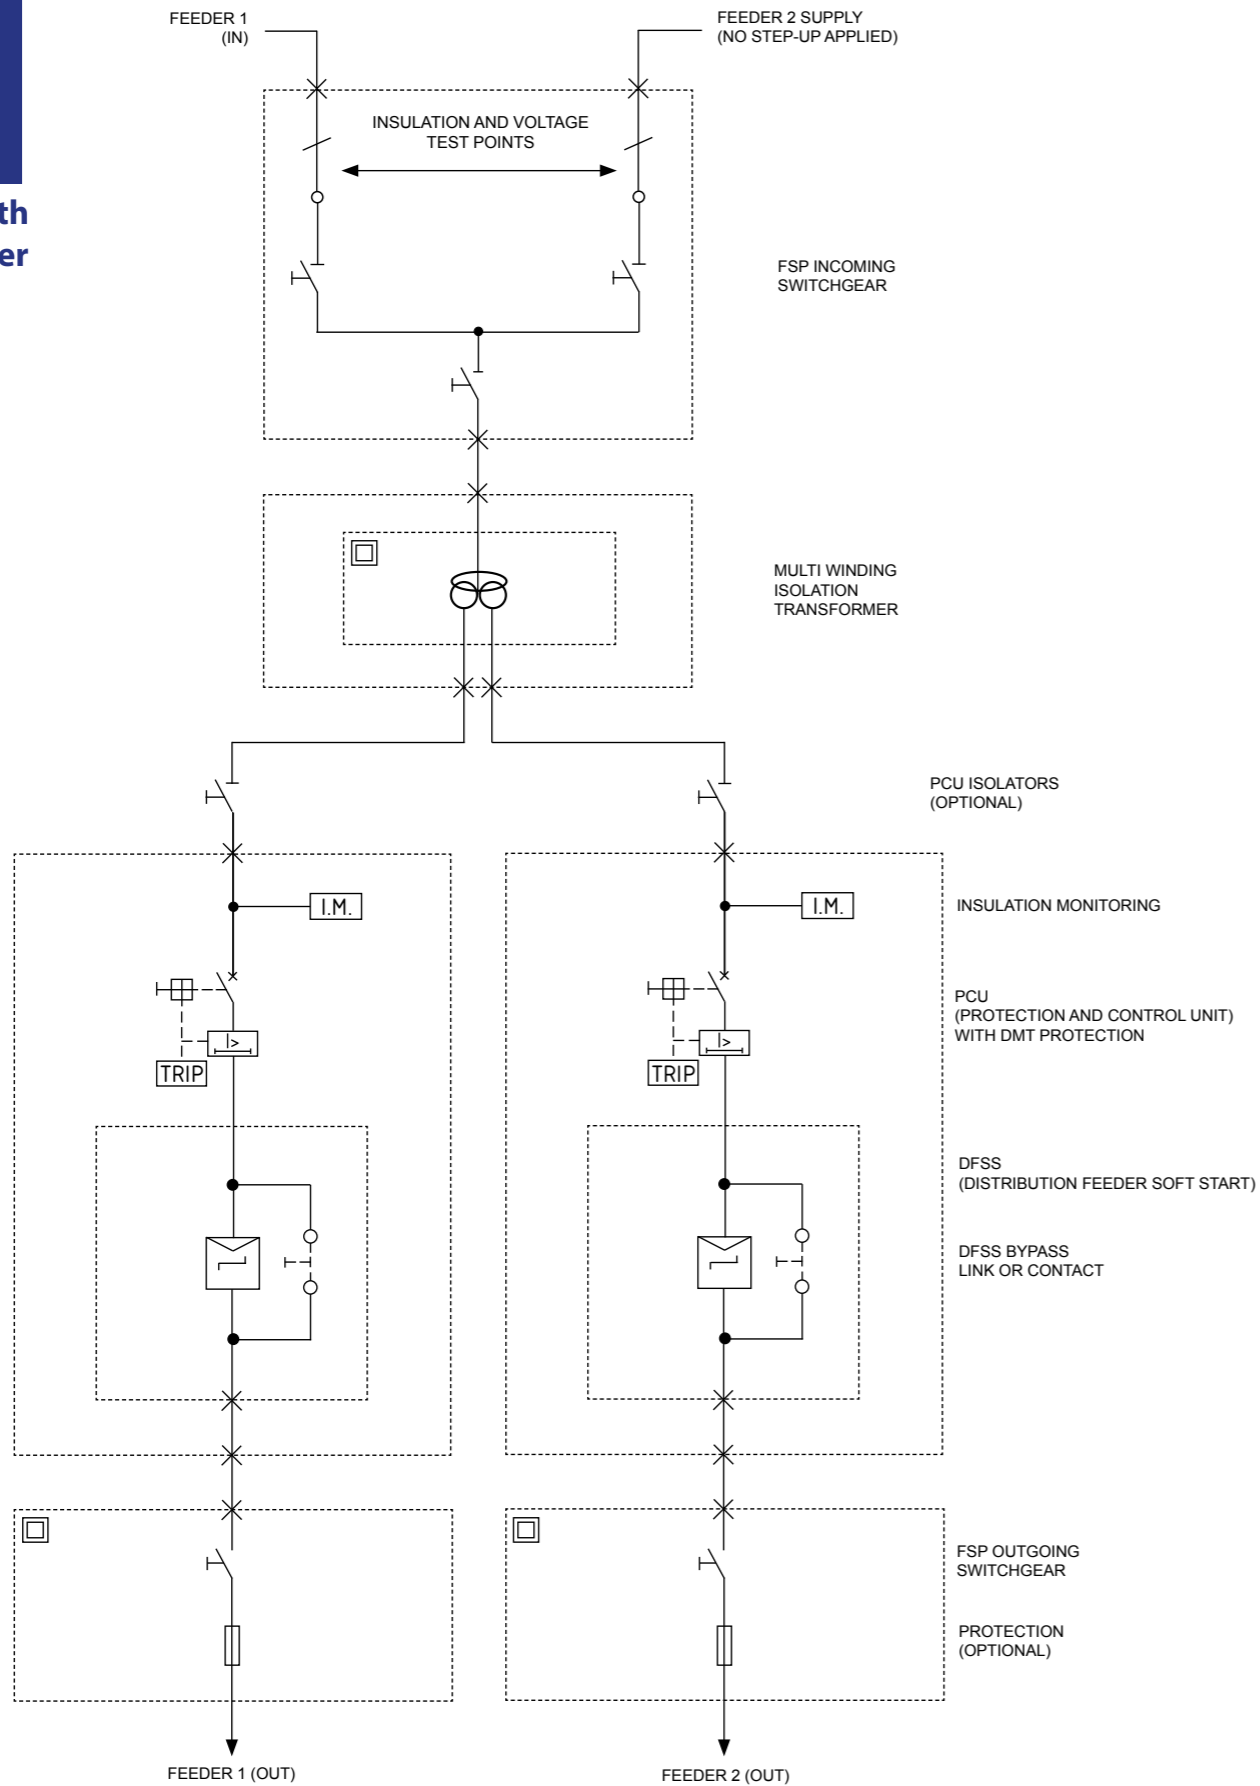 FEEDER 1
(IN)
FEEDER 2 SUPPLY
(NO STEP-UP APPLIED)
th
er
INSULATION AND VOLTAGE
TEST POINTS
FSP INCOMING
SWITCHGEAR
MULTI WINDING
ISOLATION
TRANSFORMER
PCU ISOLATORS
(OPTIONAL)
I.M.
I.M.
INSULATION MONITORING
PCU
(PROTECTION AND CONTROL UNIT)
WITH DMT PROTECTION
I>
I>
TRIP
TRIP
DFSS
(DISTRIBUTION FEEDER SOFT START)
DFSS BYPASS
LINK OR CONTACT
FSP OUTGOING
SWITCHGEAR
PROTECTION
(OPTIONAL)
FEEDER 1 (OUT)
FEEDER 2 (OUT)